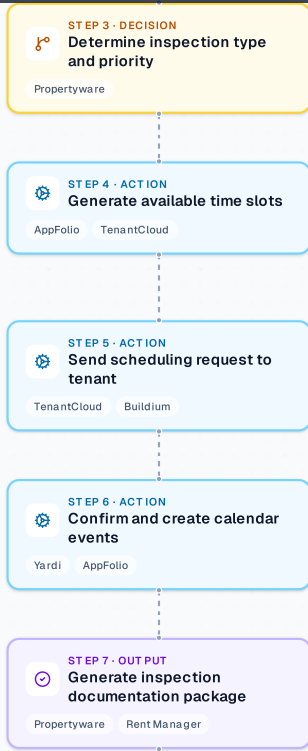 STEP 3 · DECISION
Determine inspection type
and priority
Propertyware
STEP 4 · ACTION
Generate available time slots
AppFolio TenantCloud
STEP 5 · ACTION
Send scheduling request to
tenant
TenantCloud Buildium
STEP 6 · ACTION
Confirm and create calendar
events
Yardi AppFolio
STEP 7 · OUTPUT
Generate inspection
documentation package
Propertyware Rent Manager